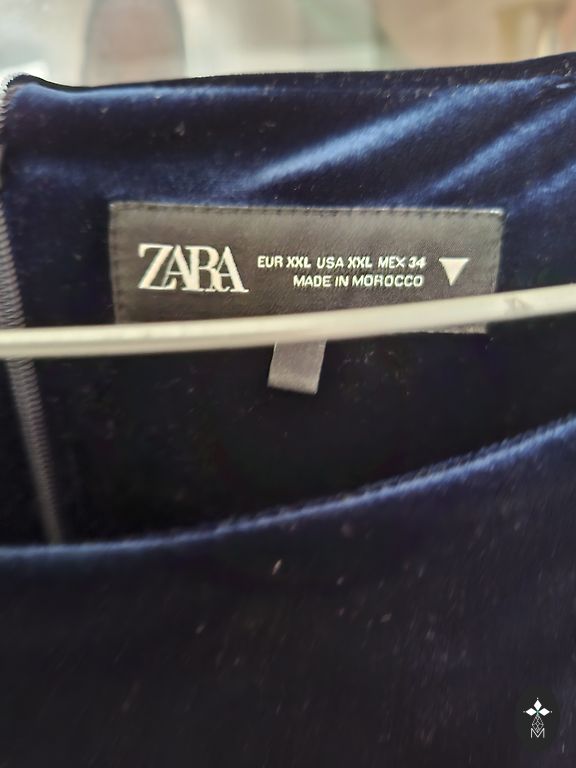 ZARA
EUR XXL USA XXL MEX 34
MADE IN MOROCCO
M